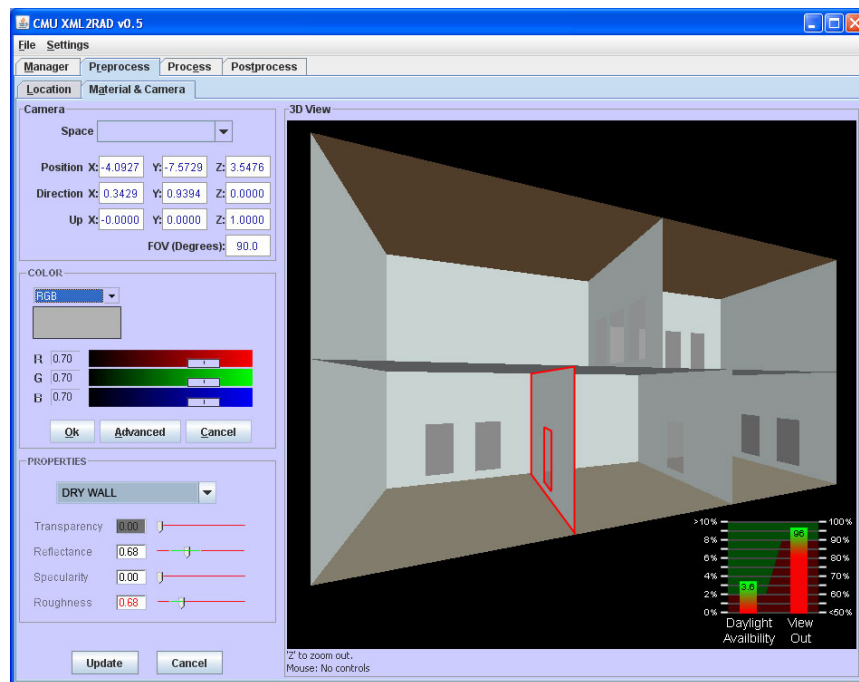 CMU XML2RAD v0.5
File Settings
Manager Preprocess Process Postprocess
Location Material & Camera
Camera
Space
Position X: -4.0927 Y: -7.5729 Z: 3.5476
Direction X: 0.3429 Y: 0.9394 Z: 0.0000
Up X: -0.0000 Y: 0.0000 Z: 1.0000
FOV (Degrees): 90.0
COLOR
RGB
R 0.70
G 0.70
B 0.70
Ok Advanced Cancel
PROPERTIES
DRY WALL
Transparency 0.00
Reflectance 0.68
Specularity 0.00
Roughness 0.68
Update Cancel
3D View
>10% 100%
8% 90%
6% 80%
4% 70%
2% 60%
0% <50%
96
3.6
Daylight View
Availbility Out
'Z' to zoom out.
Mouse: No controls